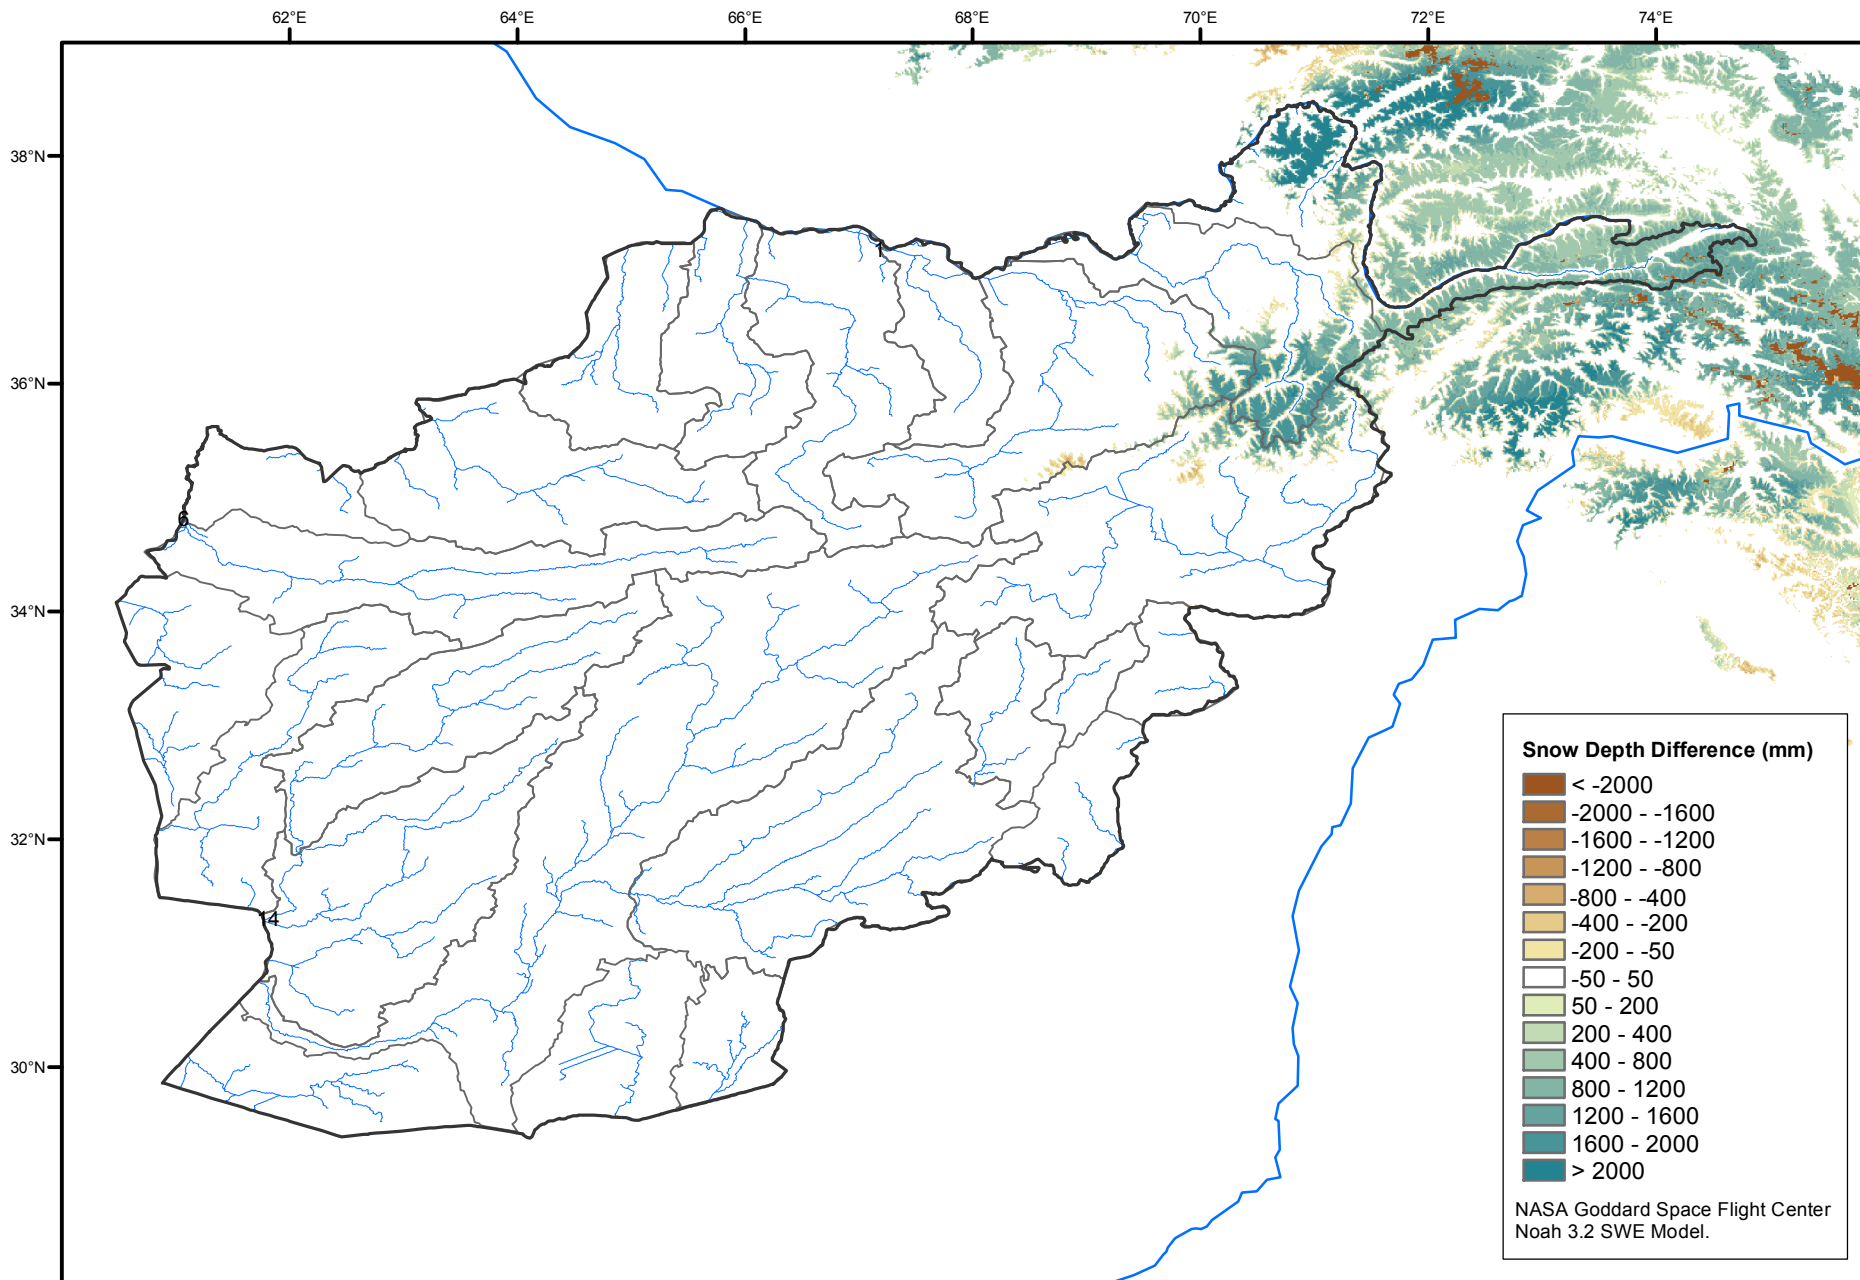 62°E
64°E
66°E
68°E
70°E
72°E
74°E
38°N
36°N
34°N
32°N
30°N
1
6
14
Snow Depth Difference (mm)
< -2000
-2000 - -1600
-1600 - -1200
-1200 - -800
-800 - -400
-400 - -200
-200 - -50
-50 - 50
50 - 200
200 - 400
400 - 800
800 - 1200
1200 - 1600
1600 - 2000
> 2000
NASA Goddard Space Flight Center
Noah 3.2 SWE Model.